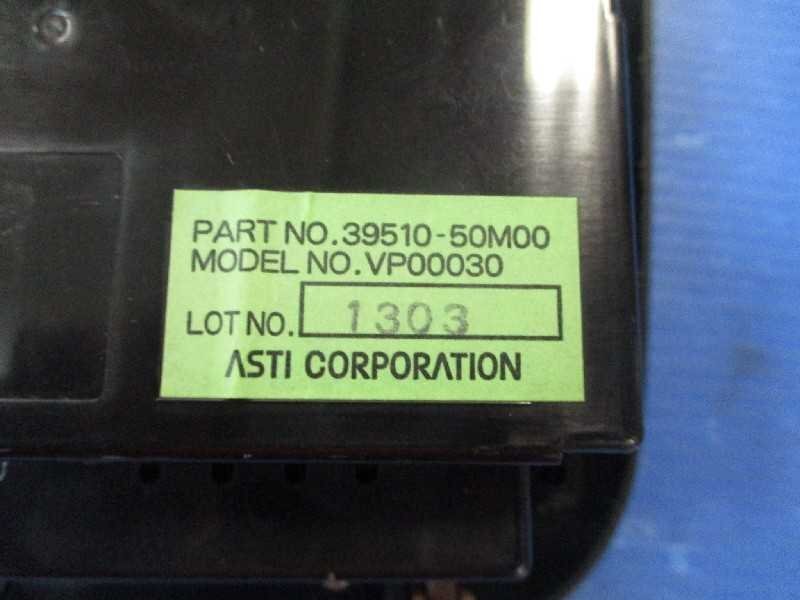 PART NO.39510-50M00
MODEL NO.VP00030
LOT NO. 1303
ASTI CORPORATION